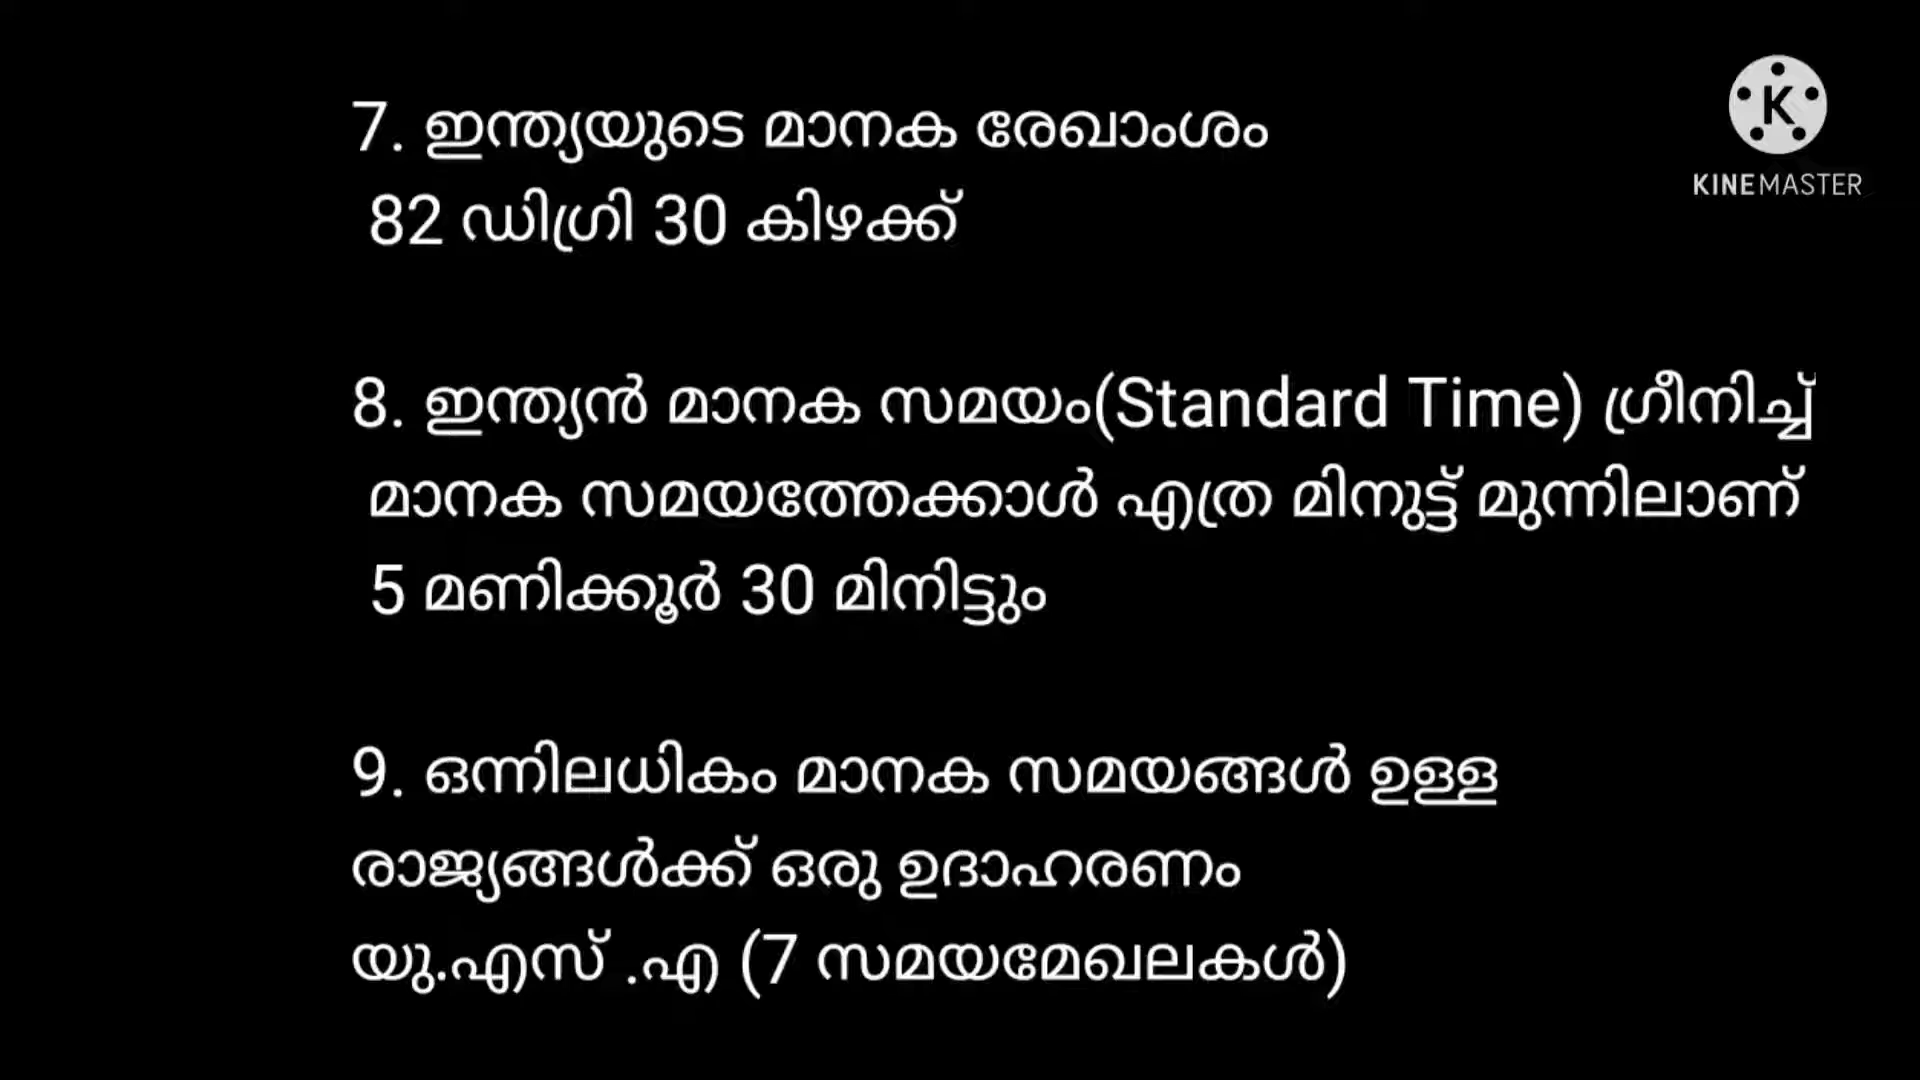 7. ഇന്ത്യയുടെ മാനക രേഖാംശം
82 ഡിഗ്രി 30 കിഴക്ക്
8. ഇന്ത്യൻ മാനക സമയം(Standard Time) ഗ്രീനിച്ച്
മാനക സമയത്തേക്കാൾ എത്ര മിനുട്ട് മുന്നിലാണ്
5 മണിക്കൂർ 30 മിനിട്ടും
9. ഒന്നിലധികം മാനക സമയങ്ങൾ ഉള്ള
രാജ്യങ്ങൾക്ക് ഒരു ഉദാഹരണം
യു.എസ് .എ (7 സമയമേഖലകൾ)
K
KINEMASTER